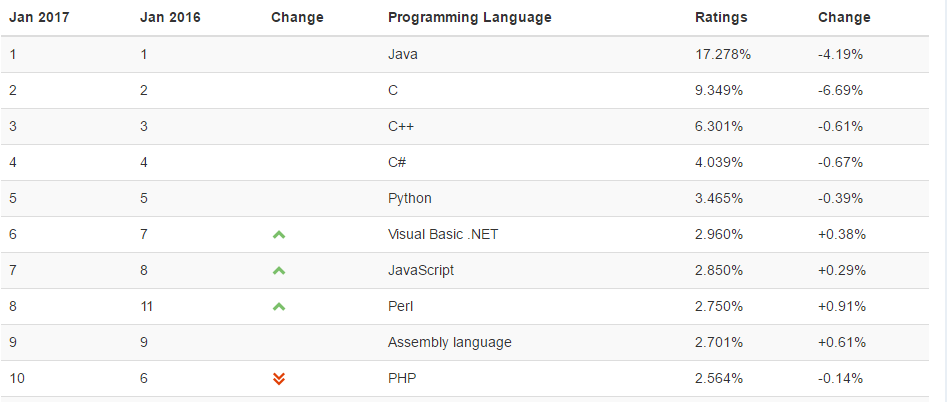 Jan 2017 Jan 2016 Change Programming Language Ratings Change
1 1 Java 17.278% -4.19%
2 2 C 9.349% -6.69%
3 3 C++ 6.301% -0.61%
4 4 C# 4.039% -0.67%
5 5 Python 3.465% -0.39%
6 7 Visual Basic .NET 2.960% +0.38%
7 8 JavaScript 2.850% +0.29%
8 11 Perl 2.750% +0.91%
9 9 Assembly language 2.701% +0.61%
10 6 PHP 2.564% -0.14%